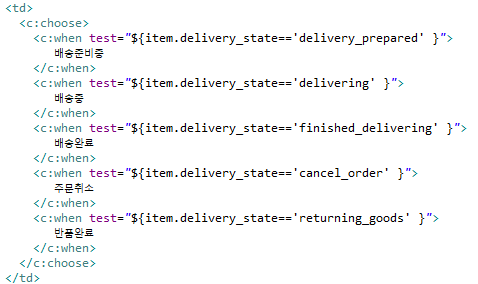 <td>
<c:choose>
<c:when test="${item.delivery_state=='delivery_prepared' }">
배송준비중
</c:when>
<c:when test="${item.delivery_state=='delivering' }">
배송중
</c:when>
<c:when test="${item.delivery_state=='finished_delivering' }">
배송완료
</c:when>
<c:when test="${item.delivery_state=='cancel_order' }">
주문취소
</c:when>
<c:when test="${item.delivery_state=='returning_goods' }">
반품완료
</c:when>
</c:choose>
</td>